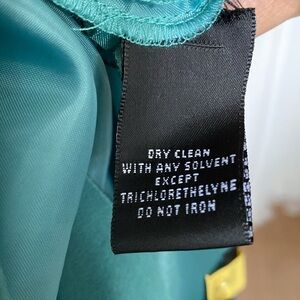 DRY CLEAN
WITH ANY SOLVENT
EXCEPT
TRICHLORETHELYNE
DO NOT IRON